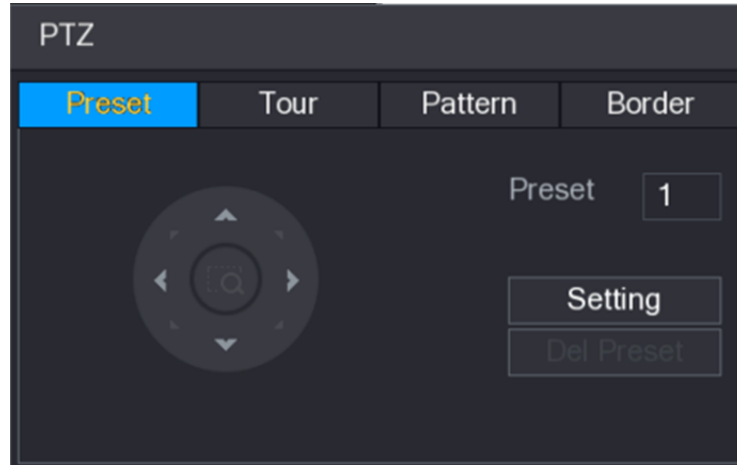 PTZ
Preset Tour Pattern Border
Preset 1
Setting
Del Preset